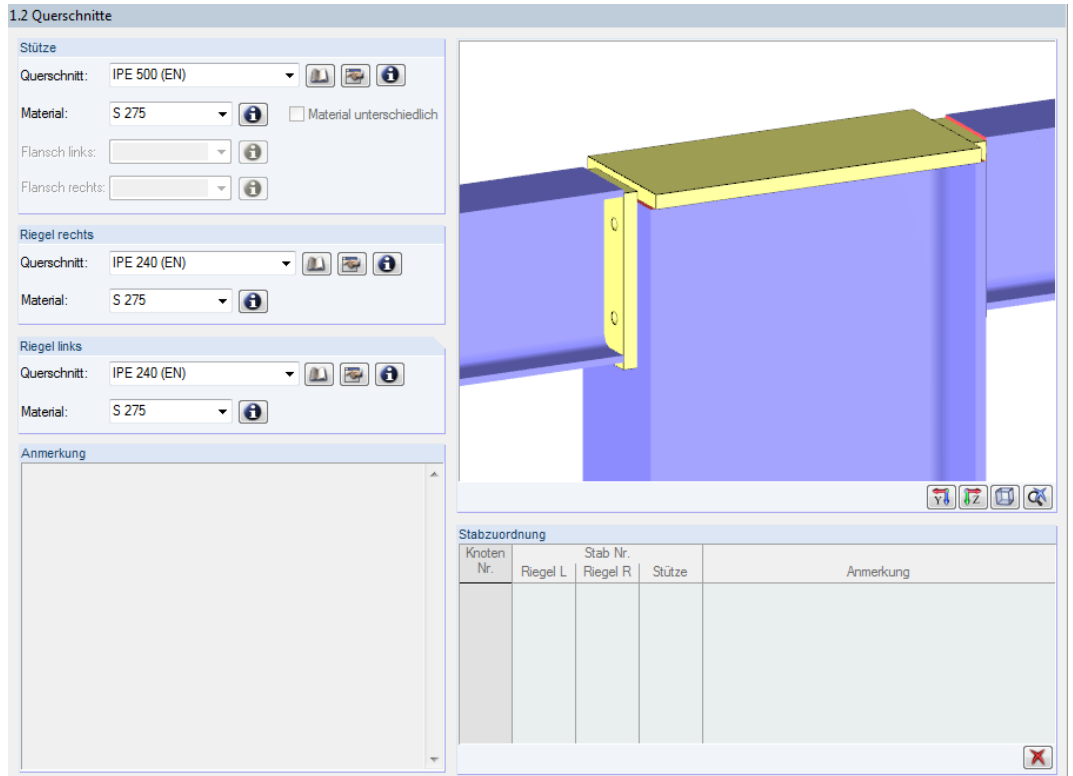 1.2 Querschnitte
Stütze
Querschnitt: IPE 500 (EN)
Material: S 275 Material unterschiedlich
Flansch links:
Flansch rechts:
Riegel rechts
Querschnitt: IPE 240 (EN)
Material: S 275
Riegel links
Querschnitt: IPE 240 (EN)
Material: S 275
Anmerkung
Y Z
Stabzuordnung
Knoten Stab Nr.
Nr. Riegel L Riegel R Stütze Anmerkung